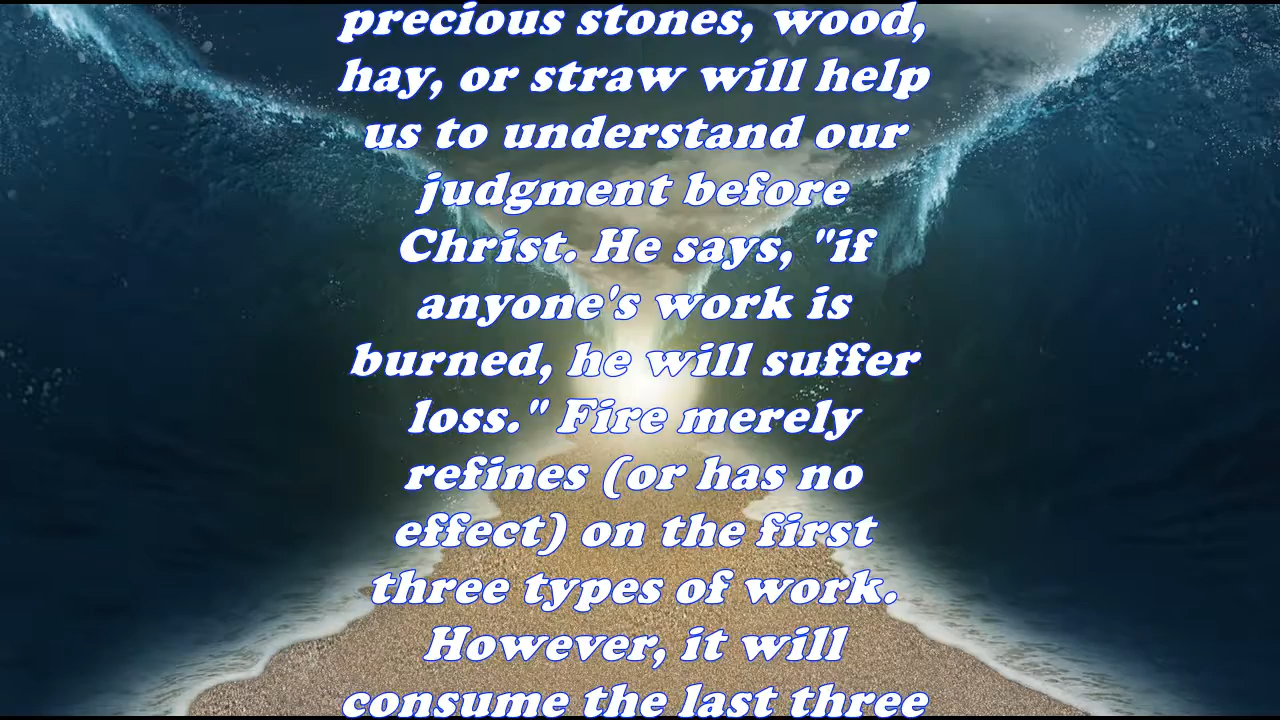 precious stones, wood,
hay, or straw will help
us to understand our
judgment before
Christ. He says, "if
anyone's work is
burned, he will suffer
loss." Fire merely
refines (or has no
effect) on the first
three types of work.
However, it will
consume the last three